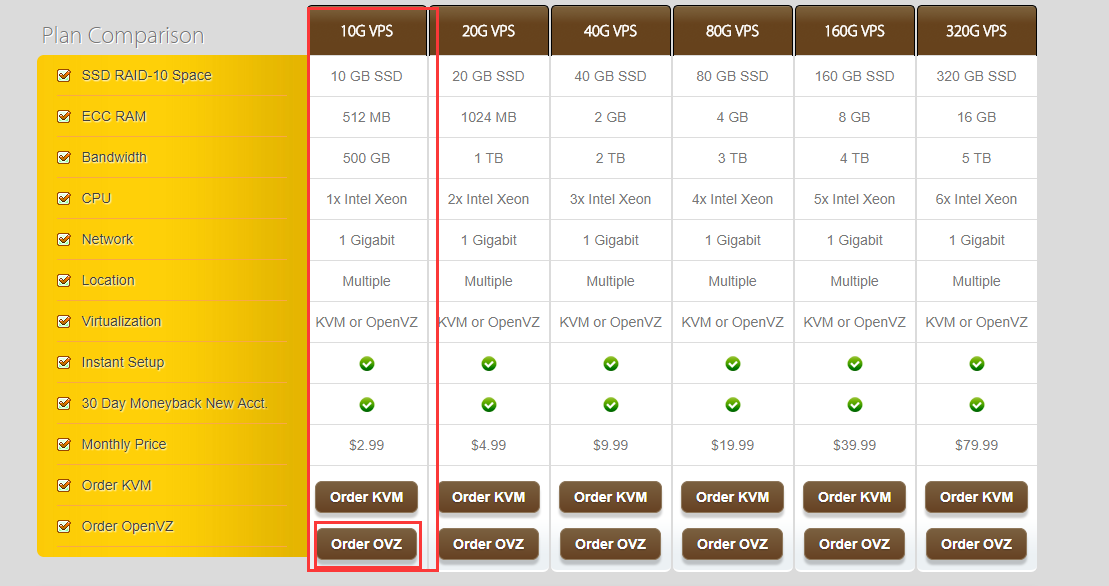 Plan Comparison 10G VPS 20G VPS 40G VPS 80G VPS 160G VPS 320G VPS
SSD RAID-10 Space 10 GB SSD 20 GB SSD 40 GB SSD 80 GB SSD 160 GB SSD 320 GB SSD
ECC RAM 512 MB 1024 MB 2 GB 4 GB 8 GB 16 GB
Bandwidth 500 GB 1 TB 2 TB 3 TB 4 TB 5 TB
CPU 1x Intel Xeon 2x Intel Xeon 3x Intel Xeon 4x Intel Xeon 5x Intel Xeon 6x Intel Xeon
Network 1 Gigabit 1 Gigabit 1 Gigabit 1 Gigabit 1 Gigabit 1 Gigabit
Location Multiple Multiple Multiple Multiple Multiple Multiple
Virtualization KVM or OpenVZ KVM or OpenVZ KVM or OpenVZ KVM or OpenVZ KVM or OpenVZ KVM or OpenVZ
Instant Setup
30 Day Moneyback New Acct.
Monthly Price $2.99 $4.99 $9.99 $19.99 $39.99 $79.99
Order KVM Order KVM Order KVM Order KVM Order KVM Order KVM Order KVM
Order OpenVZ Order OVZ Order OVZ Order OVZ Order OVZ Order OVZ Order OVZ